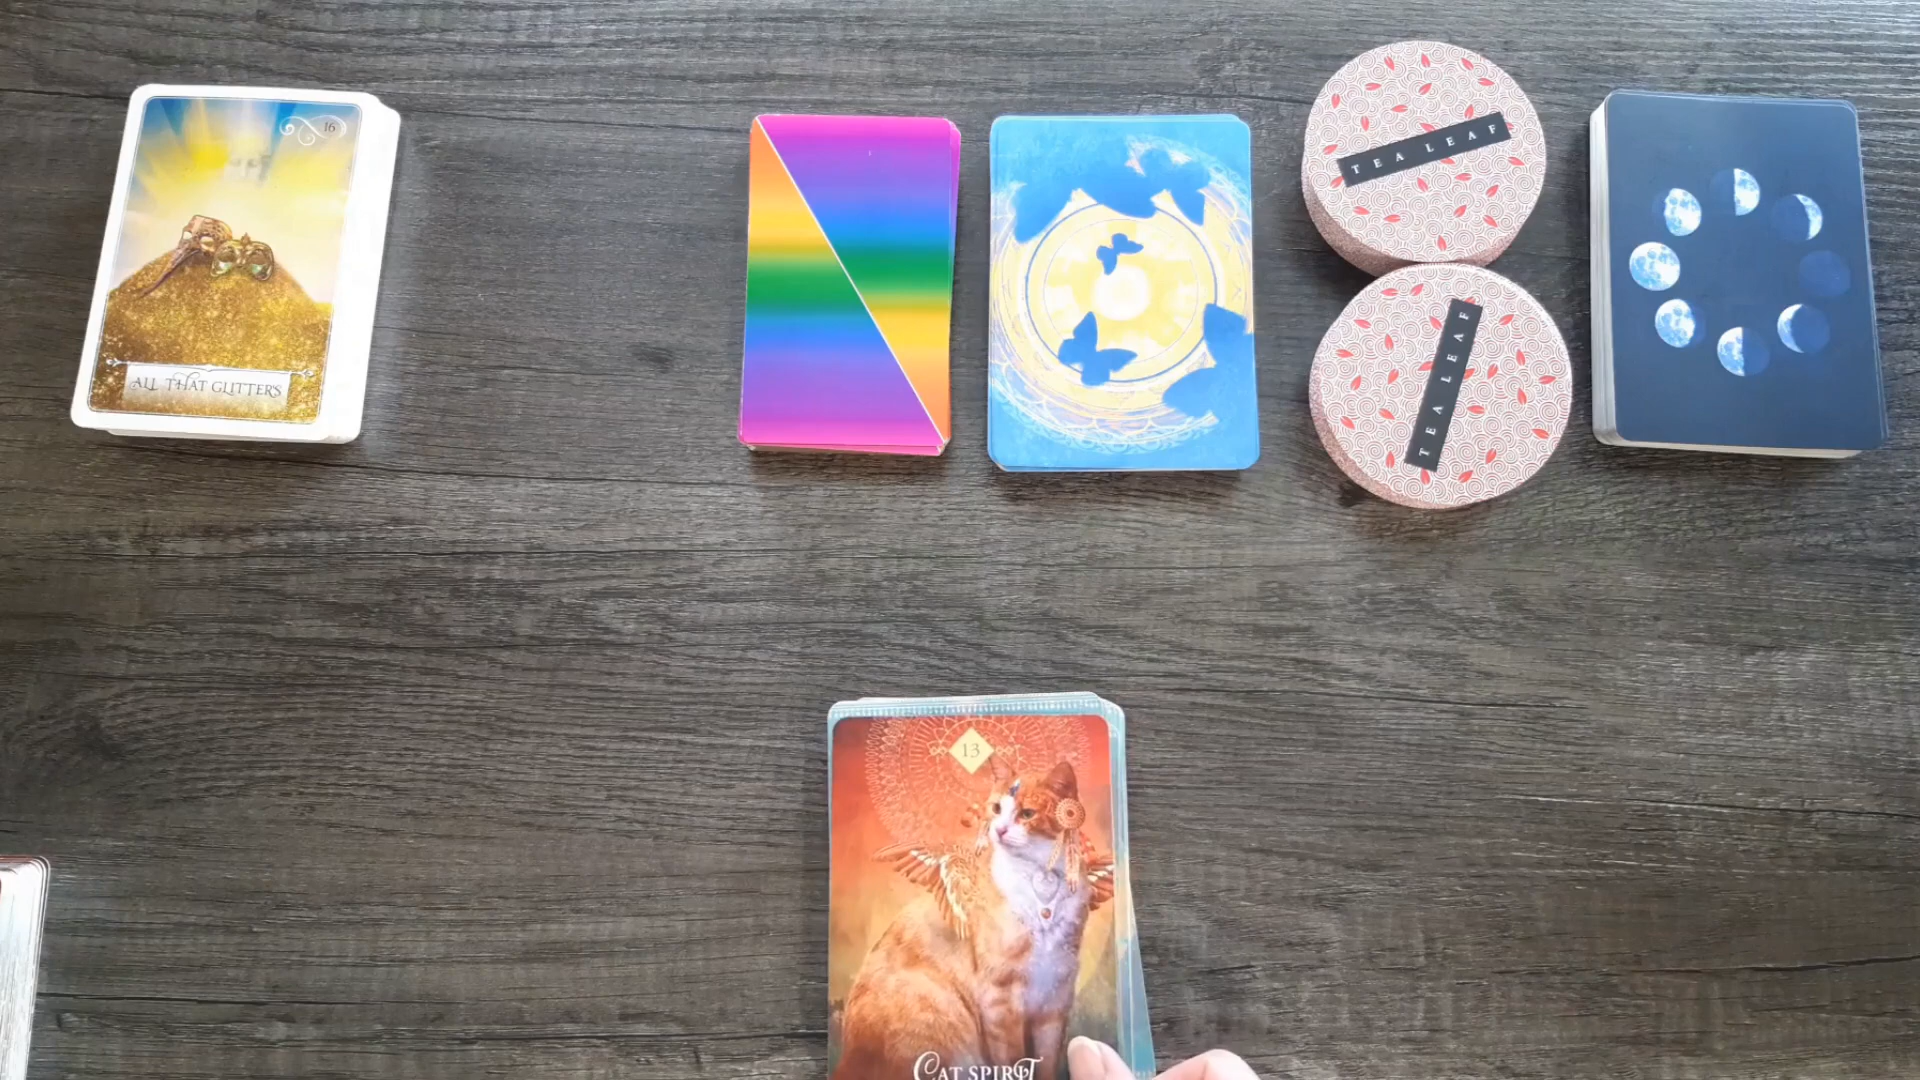 16
ALL THAT GLITTERS
TEA LEAF
TEA LEAF
13
CAT SPIRIT